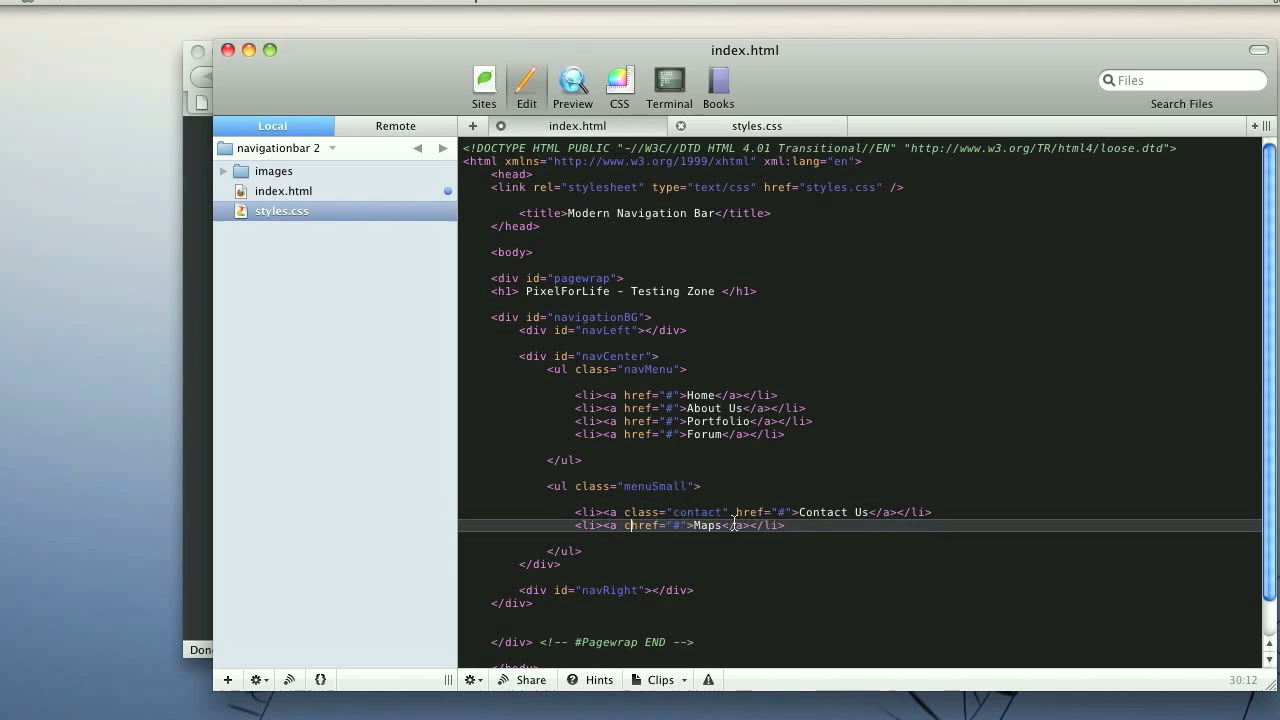 index.html
Sites
Edit
Preview
CSS
Terminal
Books
Files
Search Files
Local
Remote
index.html
styles.css
navigationbar 2
images
index.html
styles.css
<!DOCTYPE HTML PUBLIC "-//W3C//DTD HTML 4.01 Transitional//EN" "http://www.w3.org/TR/html4/loose.dtd">
<html xmlns="http://www.w3.org/1999/xhtml" xml:lang="en">
<head>
<link rel="stylesheet" type="text/css" href="styles.css" />
<title>Modern Navigation Bar</title>
</head>
<body>
<div id="pagewrap">
<h1> PixelForLife - Testing Zone </h1>
<div id="navigationBG">
<div id="navLeft"></div>
<div id="navCenter">
<ul class="navMenu">
<li><a href="#">Home</a></li>
<li><a href="#">About Us</a></li>
<li><a href="#">Portfolio</a></li>
<li><a href="#">Forum</a></li>
</ul>
<ul class="menuSmall">
<li><a class="contact" href="#">Contact Us</a></li>
<li><a chref="#">Maps</a></li>
</ul>
</div>
<div id="navRight"></div>
</div>
</div> <!-- #Pagewrap END -->
Don
Share
Hints
Clips
30:12